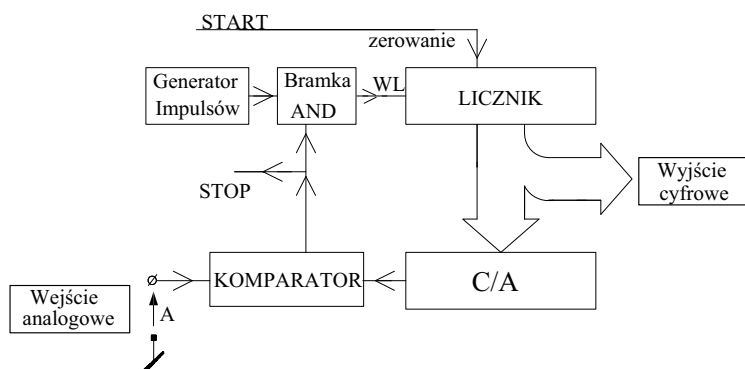 START
zerowanie
Generator
Impulsów
Bramka
AND
WL
LICZNIK
STOP
Wyjście
cyfrowe
KOMPARATOR
C/A
Wejście
analogowe
A